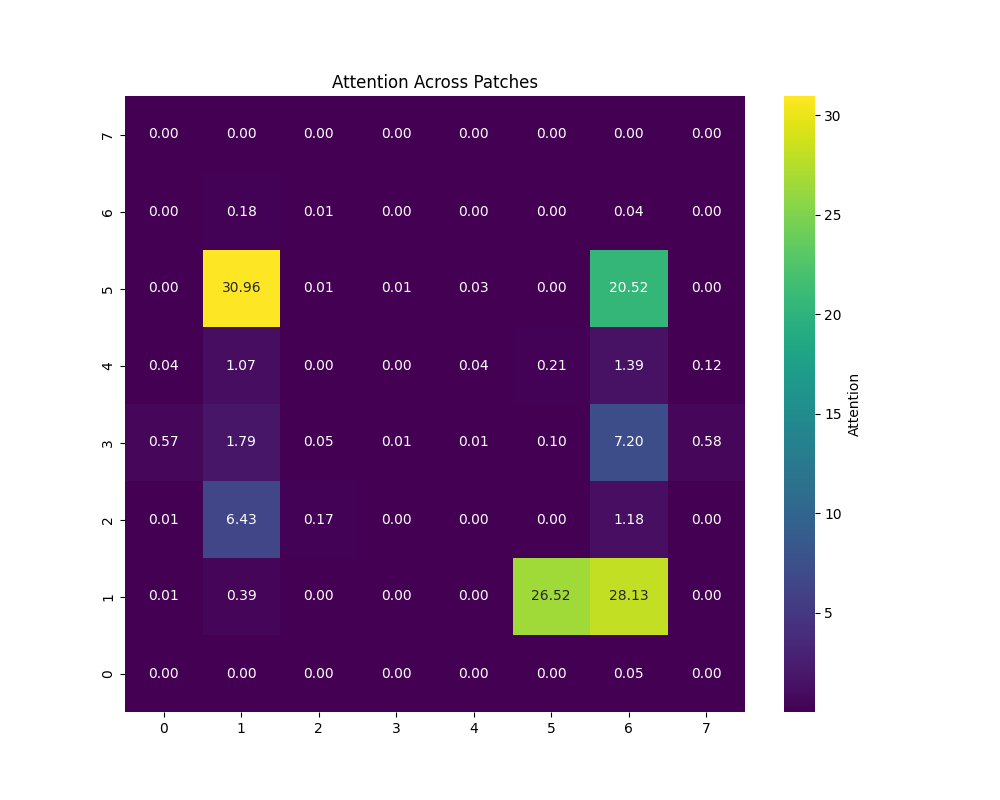 Attention Across Patches
7 0.00 0.00 0.00 0.00 0.00 0.00 0.00 0.00
6 0.00 0.18 0.01 0.00 0.00 0.00 0.04 0.00
5 0.00 30.96 0.01 0.01 0.03 0.00 20.52 0.00
4 0.04 1.07 0.00 0.00 0.04 0.21 1.39 0.12
3 0.57 1.79 0.05 0.01 0.01 0.10 7.20 0.58
2 0.01 6.43 0.17 0.00 0.00 0.00 1.18 0.00
1 0.01 0.39 0.00 0.00 0.00 26.52 28.13 0.00
0 0.00 0.00 0.00 0.00 0.00 0.00 0.05 0.00
0 1 2 3 4 5 6 7
30
25
20
15
10
5
Attention